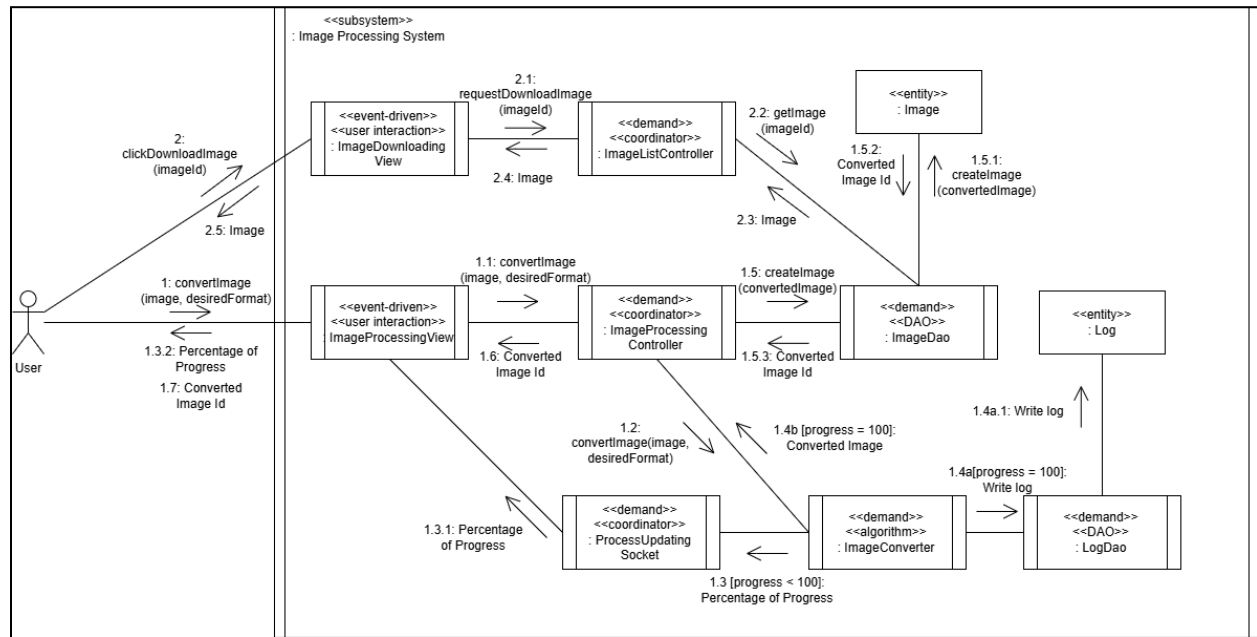 <<subsystem>>
: Image Processing System
2:
clickDownloadImage
(imageId)
2.5: Image
<<event-driven>>
<<user interaction>>
: ImageDownloading
View
2.1:
requestDownloadImage
(imageId)
2.4: Image
<<demand>>
<<coordinator>>
: ImageListController
2.2: getImage
(imageId)
2.3: Image
<<entity>>
: Image
1.5.2:
Converted
Image Id
1.5.1:
createImage
(convertedImage)
User
1: convertImage
(image, desiredFormat)
1.3.2: Percentage of
Progress
1.7: Converted
Image Id
<<event-driven>>
<<user interaction>>
: ImageProcessingView
1.1: convertImage
(image, desiredFormat)
1.6: Converted
Image Id
<<demand>>
<<coordinator>>
: ImageProcessing
Controller
1.5: createImage
(convertedImage)
1.5.3: Converted
Image Id
<<demand>>
<<DAO>>
: ImageDao
<<entity>>
: Log
1.4a.1: Write log
1.2:
convertImage(image,
desiredFormat)
1.4b [progress = 100]:
Converted Image
1.4a[progress = 100]:
Write log
1.3.1: Percentage
of Progress
<<demand>>
<<coordinator>>
: ProcessUpdating
Socket
1.3 [progress < 100]:
Percentage of Progress
<<demand>>
<<algorithm>>
: ImageConverter
<<demand>>
<<DAO>>
: LogDao